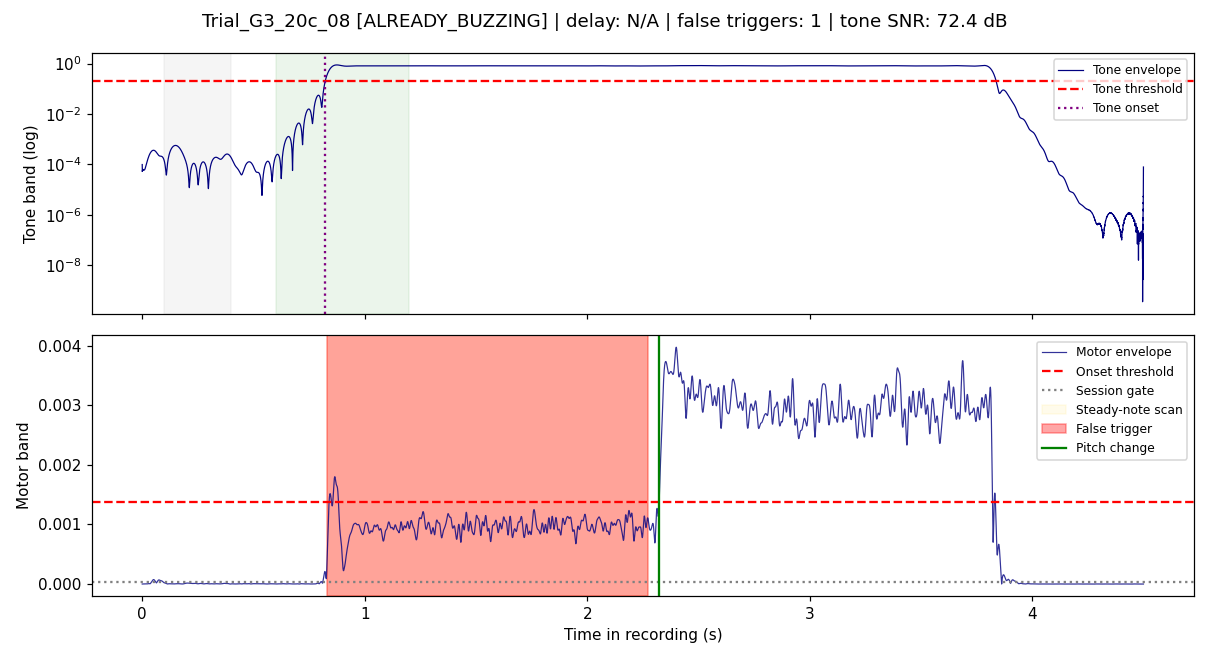 Trial_G3_20c_08 [ALREADY_BUZZING] | delay: N/A | false triggers: 1 | tone SNR: 72.4 dB
Tone band (log)
10⁰
10⁻²
10⁻⁴
10⁻⁶
10⁻⁸
Tone envelope
Tone threshold
Tone onset
Motor band
0.004
0.003
0.002
0.001
0.000
Motor envelope
Onset threshold
Session gate
Steady-note scan
False trigger
Pitch change
0 1 2 3 4
Time in recording (s)